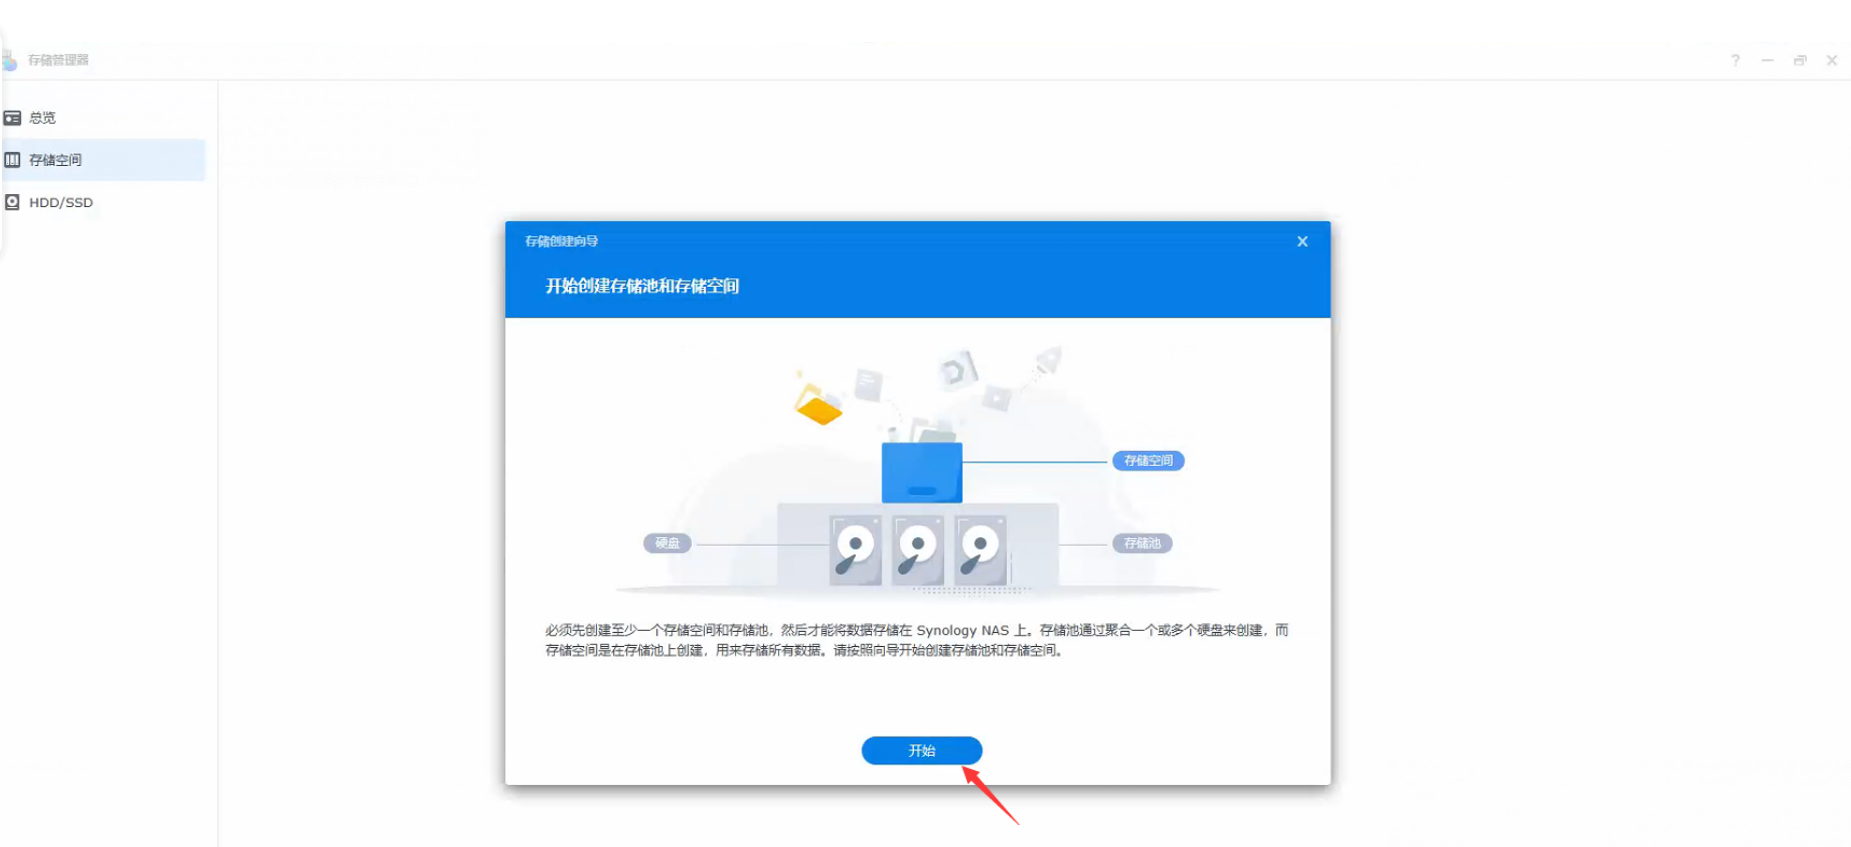 存储管理器
?
总览
存储空间
HDD/SSD
存储创建向导
开始创建存储池和存储空间
存储空间
硬盘
存储池
必须先创建至少一个存储空间和存储池，然后才能将数据存储在 Synology NAS 上。存储池通过聚合一个或多个硬盘来创建，而
存储空间是在存储池上创建，用来存储所有数据。请按照向导开始创建存储池和存储空间。
开始